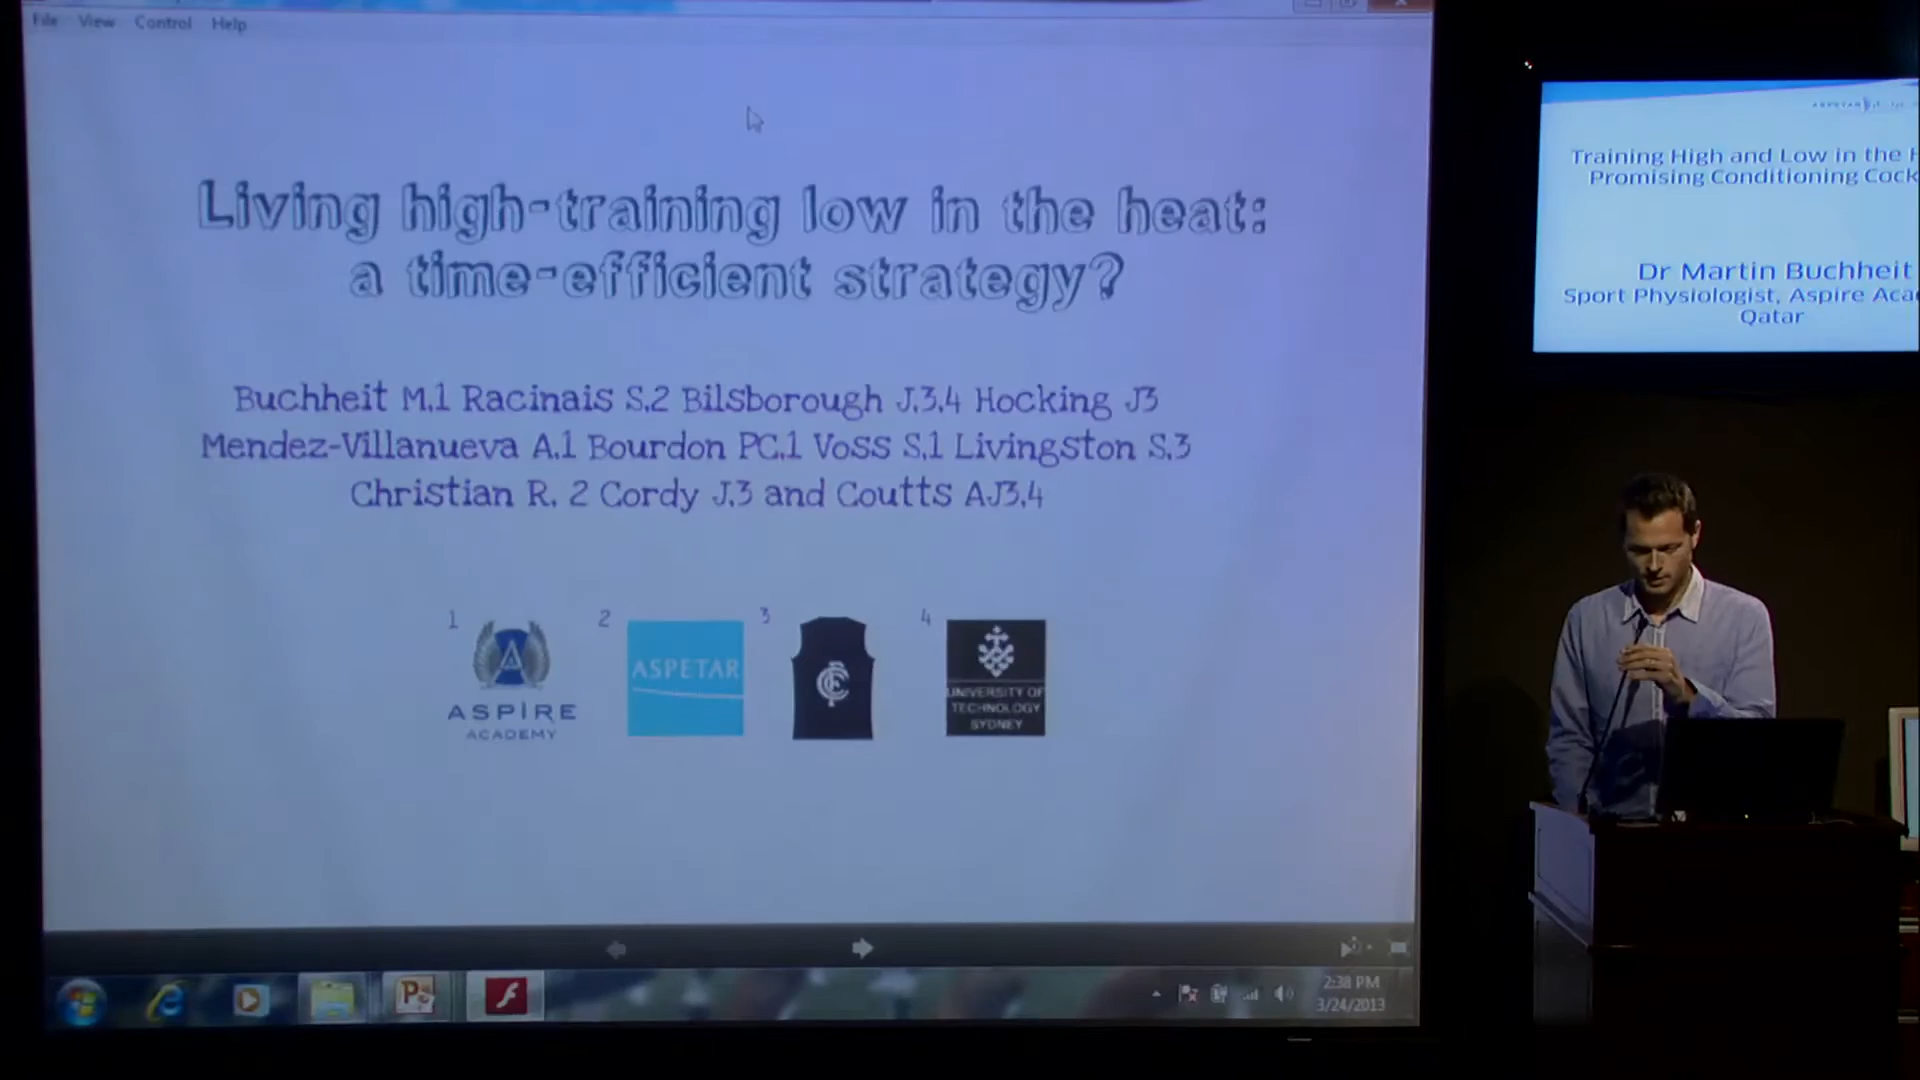 File View Control Help
Living high-training low in the heat:
a time-efficient strategy?
Buchheit M,1 Racinais S,2 Bilsborough J,3,4 Hocking J3
Mendez-Villanueva A,1 Bourdon PC,1 Voss S,1 Livingston S,3
Christian R, 2 Cordy J,3 and Coutts AJ3,4
1
ASPIRE
ACADEMY
2
ASPETAR
3
CFC
4
UNIVERSITY OF
TECHNOLOGY
SYDNEY
2:38 PM
3/24/2013
Training High and Low in the
Promising Conditioning
Dr Martin Buchheit
Sport Physiologist, Aspire
Qatar